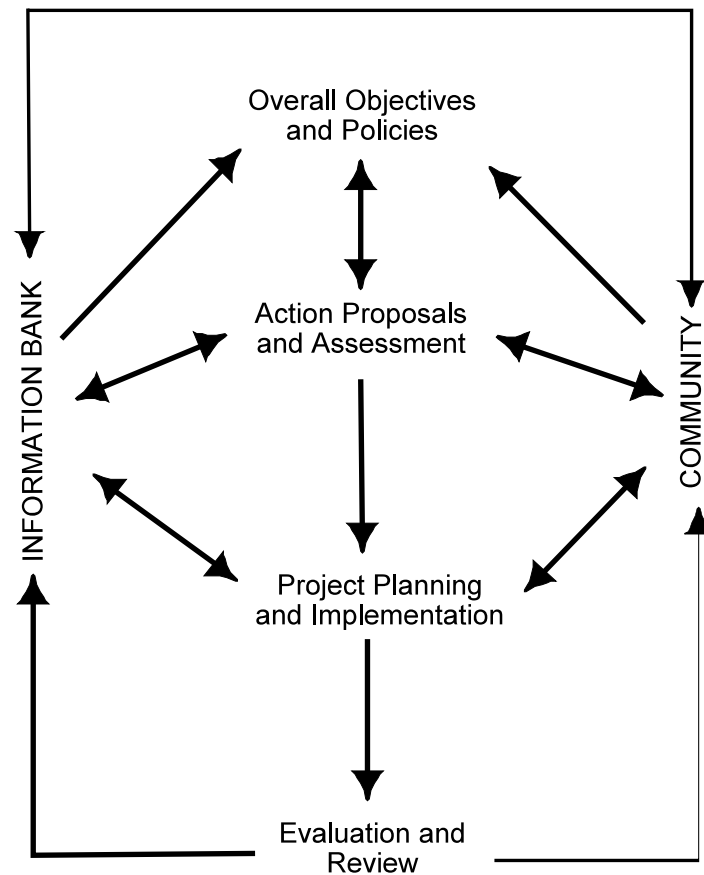 Overall Objectives
and Policies
INFORMATION BANK
Action Proposals
and Assessment
COMMUNITY
Project Planning
and Implementation
Evaluation and
Review